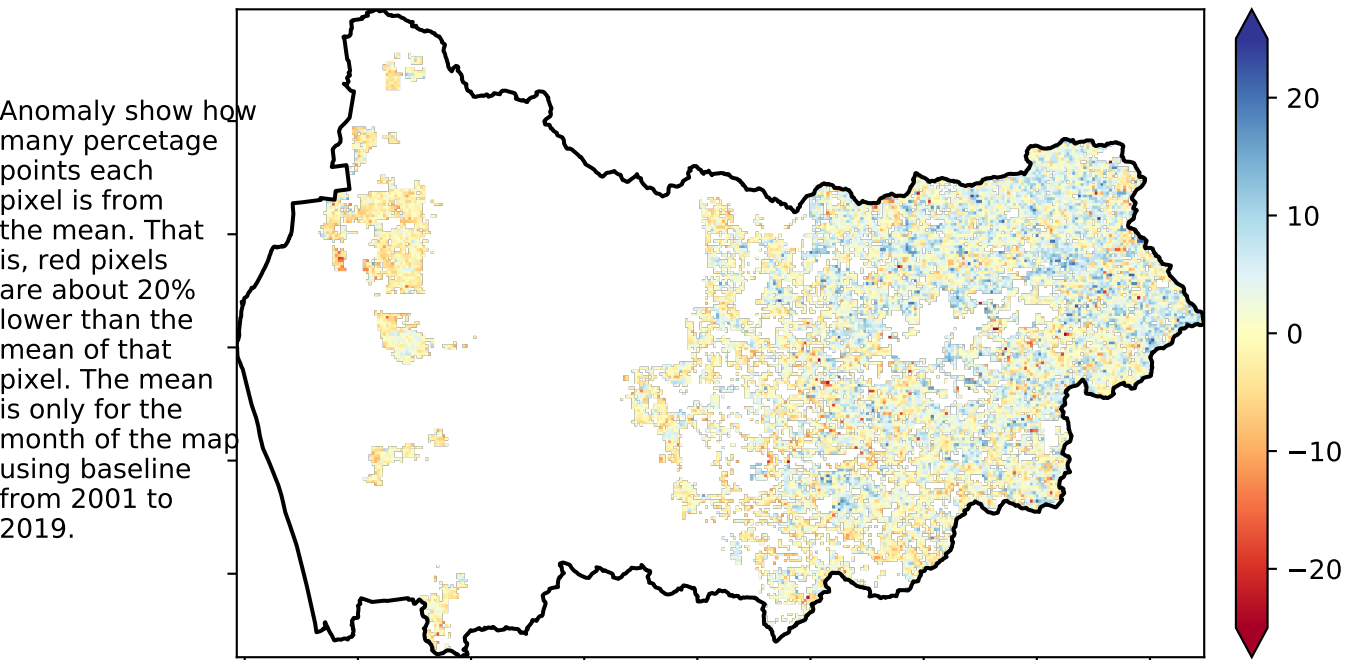 Anomaly show how
many percetage
points each
pixel is from
the mean. That
is, red pixels
are about 20%
lower than the
mean of that
pixel. The mean
is only for the
month of the map
using baseline
from 2001 to
2019.
20
10
0
−10
−20